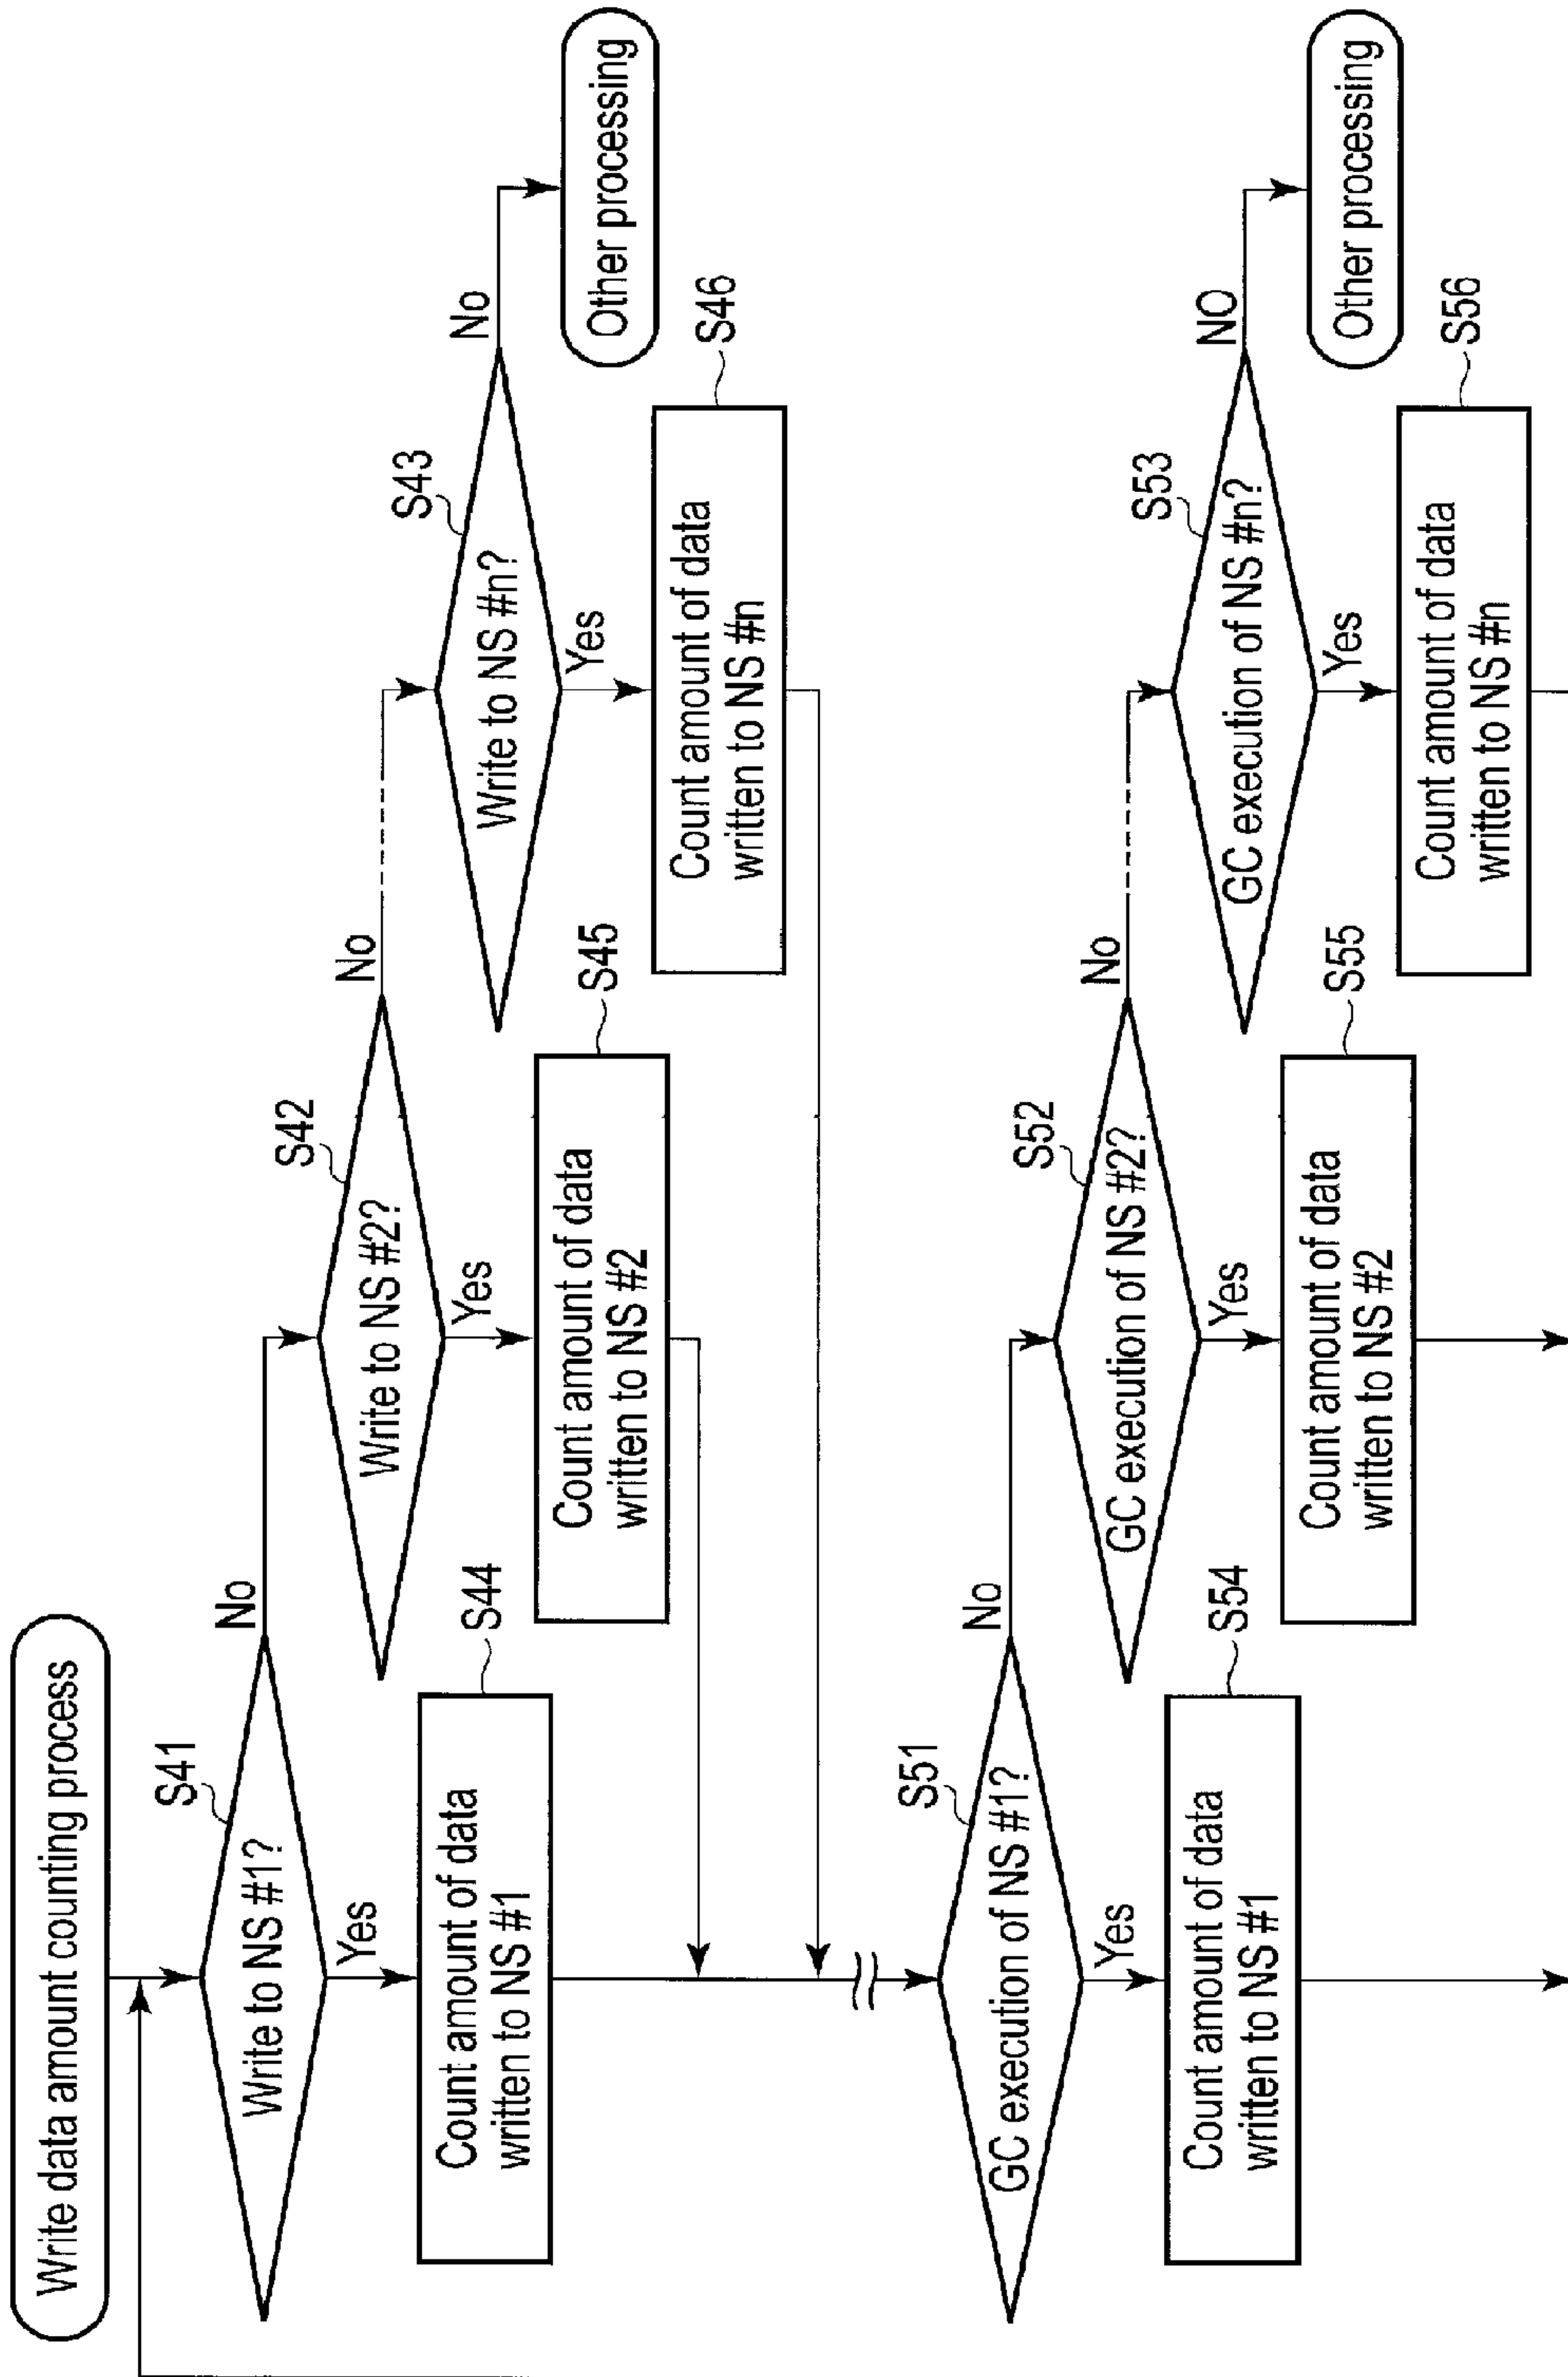 Write data amount counting process
S41
Write to NS #1?
No
Yes
S44
Count amount of data
written to NS #1
S42
Write to NS #2?
No
Yes
S45
Count amount of data
written to NS #2
S43
Write to NS #n?
No
Yes
Other processing
S46
Count amount of data
written to NS #n
S51
GC execution of NS #1?
No
Yes
S54
Count amount of data
written to NS #1
S52
GC execution of NS #2?
No
Yes
S55
Count amount of data
written to NS #2
S53
GC execution of NS #n?
NO
Yes
Other processing
S56
Count amount of data
written to NS #n